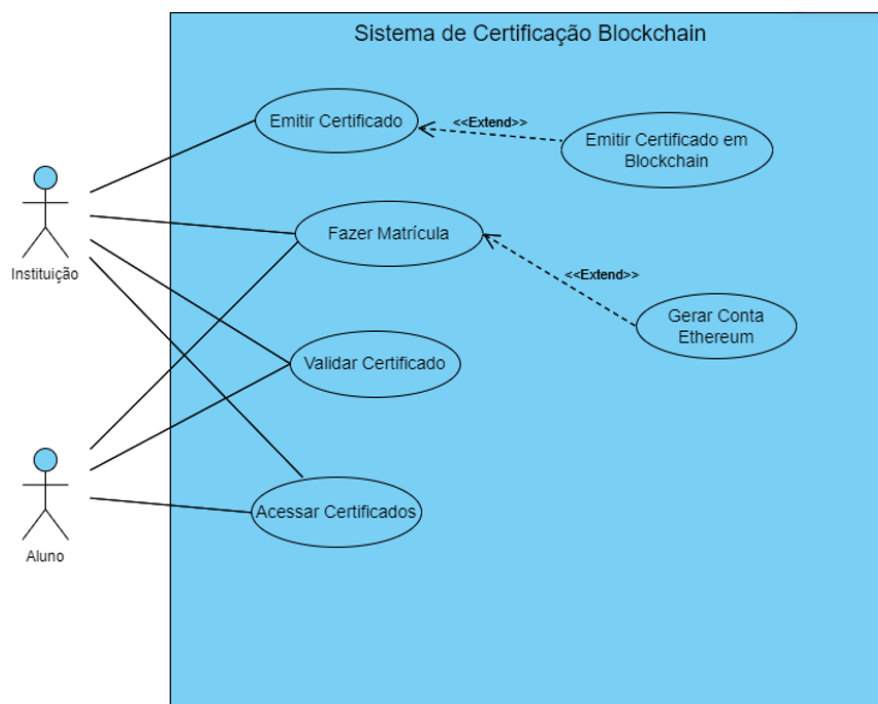 Sistema de Certificação Blockchain
Emitir Certificado
<<Extend>>
Emitir Certificado em
Blockchain
Instituição
Fazer Matrícula
<<Extend>>
Gerar Conta
Ethereum
Validar Certificado
Aluno
Acessar Certificados